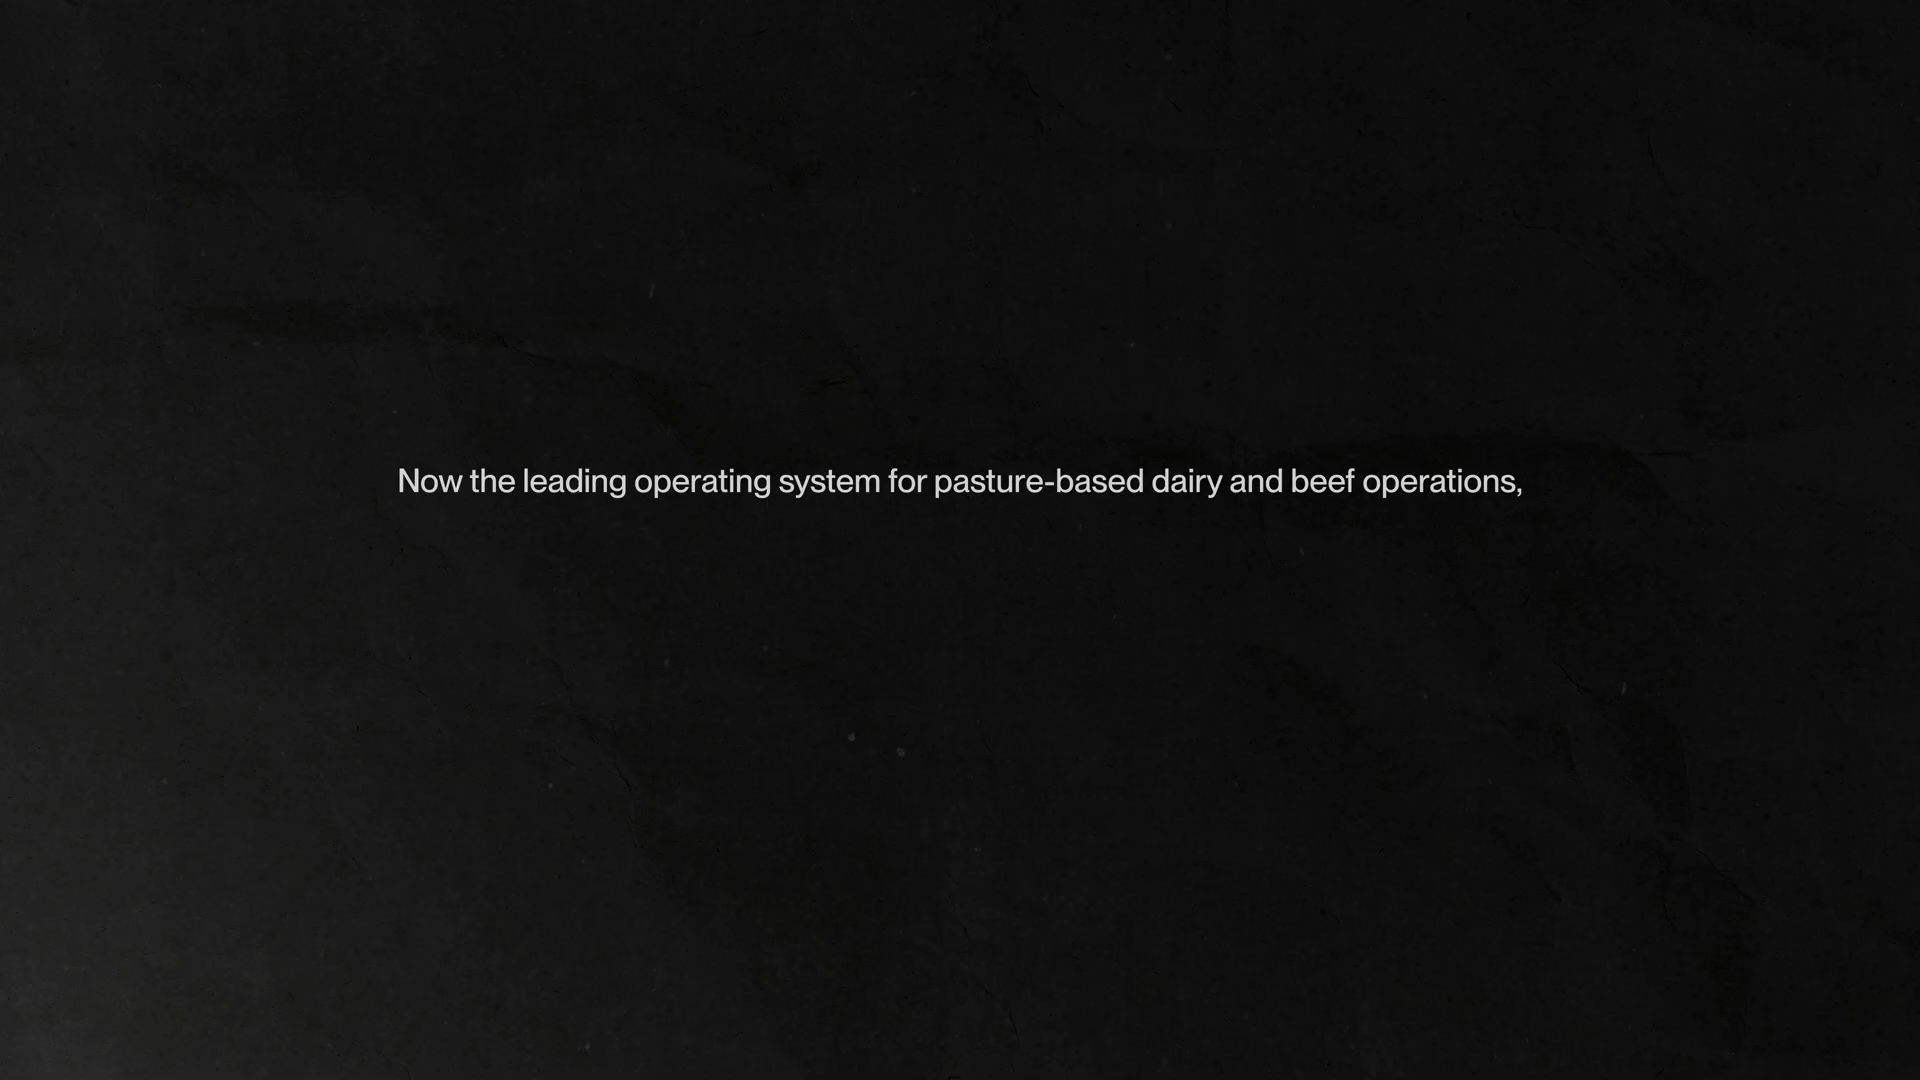 Now the leading operating system for pasture-based dairy and beef operations,